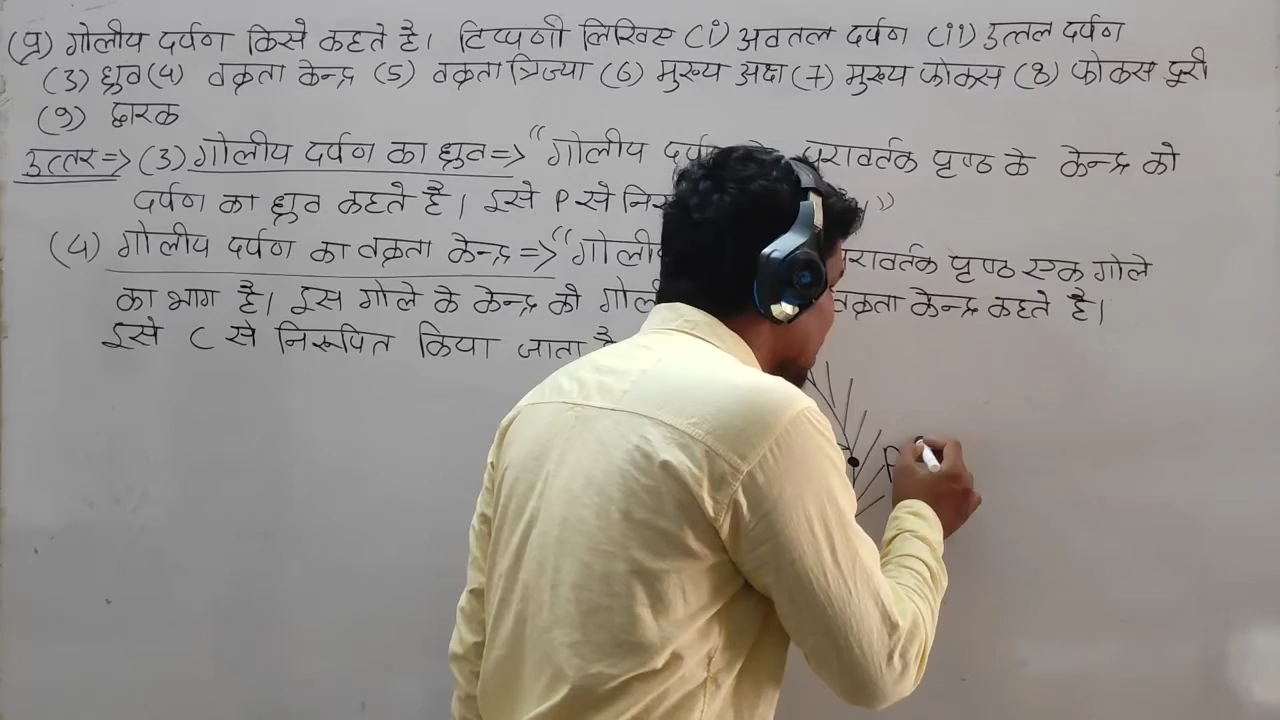 (प्र) गोलीय दर्पण किसे कहते है। टिप्पणी लिखिए (i) अवतल दर्पण (ii) उत्तल दर्पण
(3) ध्रुव (4) वक्रता केन्द्र (5) वक्रता त्रिज्या (6) मुख्य अक्ष (7) मुख्य फोकस (8) फोकस दुरी
(9) द्वारक
उत्तर => (3) गोलीय दर्पण का ध्रुव => “गोलीय परावर्तक पृष्ठ के केन्द्र को
दर्पण का ध्रुव कहते है। इसे P से ”
(4) गोलीय दर्पण का वक्रता केन्द्र => “ परावर्तक पृष्ठ एक गोले
का भाग है। इस गोले के केन्द्र को वक्रता केन्द्र कहते है।
इसे C से निरूपित किया जाता
P